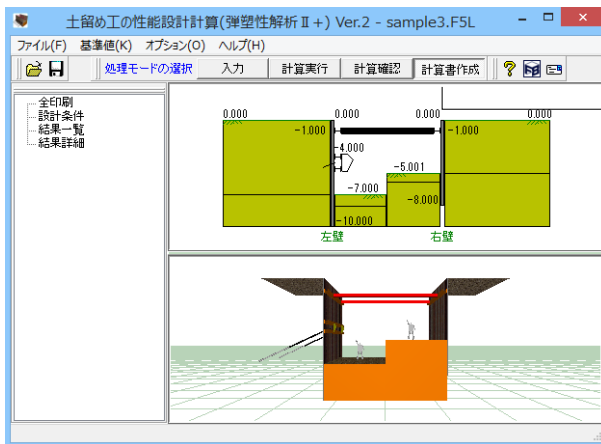 土留め工の性能設計計算(弾塑性解析Ⅱ+) Ver.2 - sample3.F5L
ファイル(F) 基準値(K) オプション(O) ヘルプ(H)
処理モードの選択 入力 計算実行 計算確認 計算書作成
全印刷
設計条件
結果一覧
結果詳細
0.000 0.000 0.000 0.000
-1.000 -1.000
-4.000
-5.001
-7.000
-8.000
-10.000
左壁 右壁